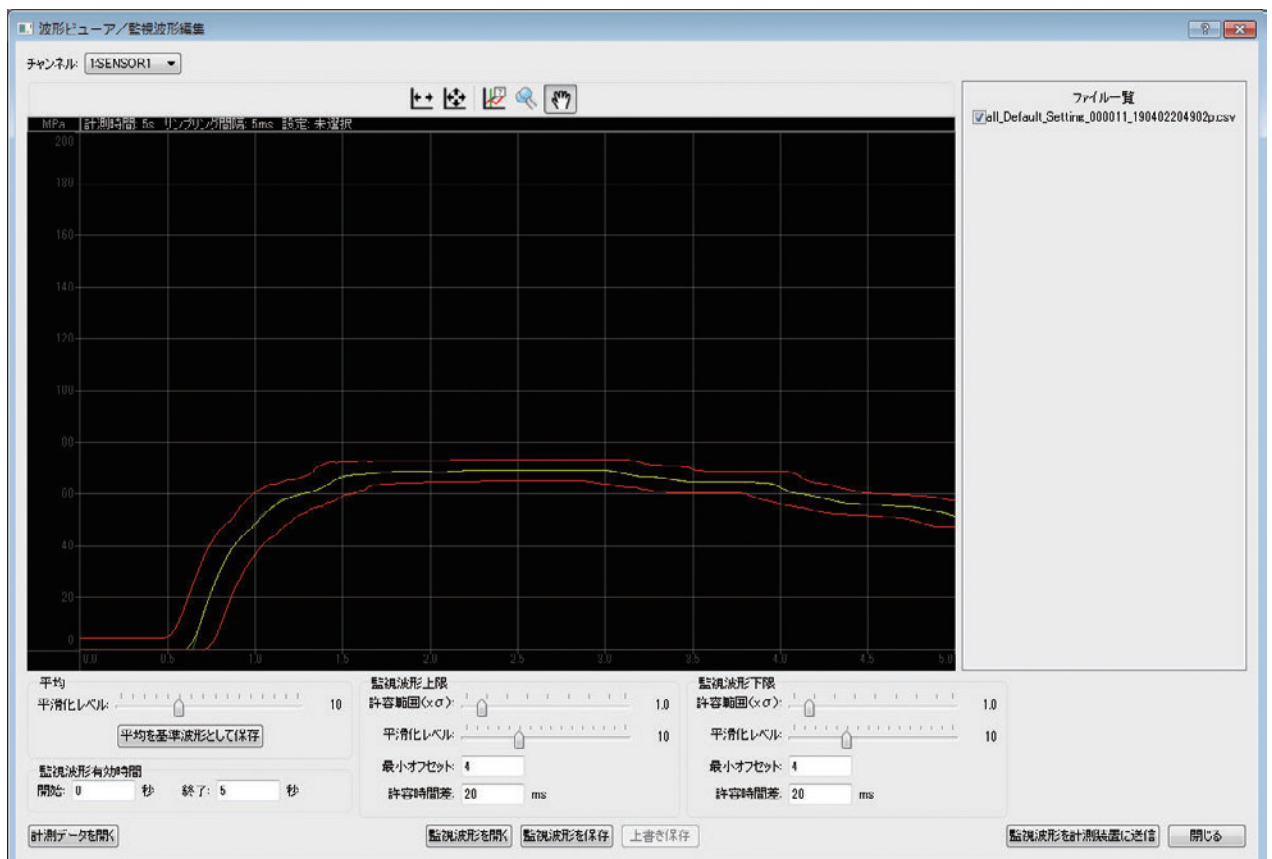 波形ビューア／監視波形編集
チャンネル: 1:SENSOR1
ファイル一覧
all_Default_Setting_000011_190402204902p.csv
MPa 計測時間: 5s サンプリング間隔: 5ms 設定: 未選択
200
180
160
140
120
100
80
60
40
20
0
0.0 0.5 1.0 1.5 2.0 2.5 3.0 3.5 4.0 4.5 5.0
平均
平滑化レベル: 10
平均を基準波形として保存
監視波形有効時間
開始: 0 秒 終了: 5 秒
監視波形上限
許容範囲(×σ): 1.0
平滑化レベル: 10
最小オフセット: 4
許容時間差: 20 ms
監視波形下限
許容範囲(×σ): 1.0
平滑化レベル: 10
最小オフセット: 4
許容時間差: 20 ms
計測データを開く 監視波形を開く 監視波形を保存 上書き保存 監視波形を計測装置に送信 閉じる